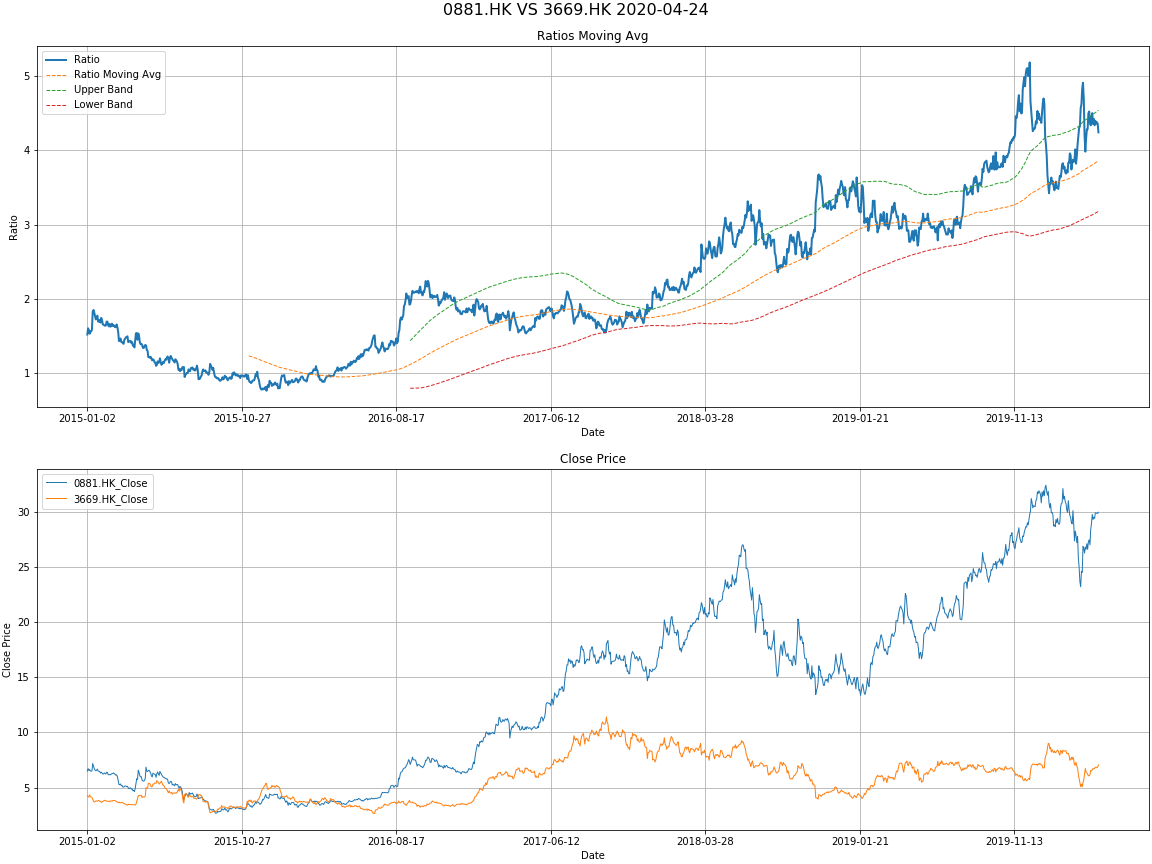 0881.HK VS 3669.HK 2020-04-24
Ratios Moving Avg
Ratio
Ratio Moving Avg
Upper Band
Lower Band
5
4
3
2
1
Ratio
2015-01-02 2015-10-27 2016-08-17 2017-06-12 2018-03-28 2019-01-21 2019-11-13
Date
Close Price
0881.HK_Close
3669.HK_Close
30
25
20
15
10
5
Close Price
2015-01-02 2015-10-27 2016-08-17 2017-06-12 2018-03-28 2019-01-21 2019-11-13
Date